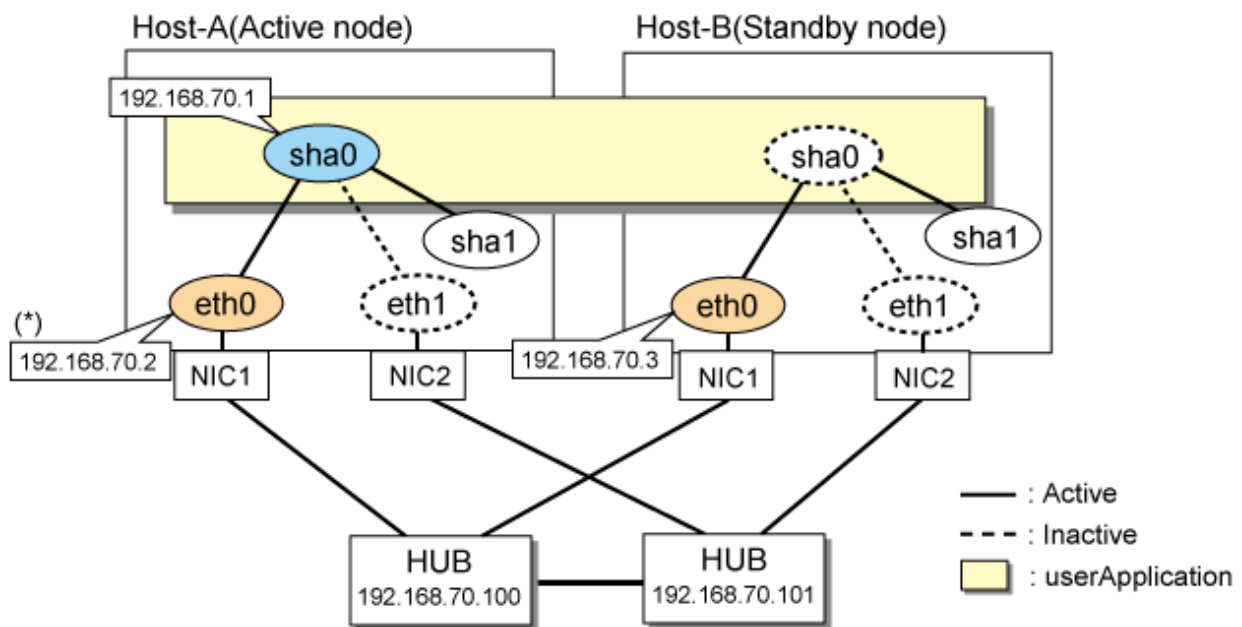 Host-A(Active node)
Host-B(Standby node)
192.168.70.1
sha0
sha0
sha1
sha1
eth0
eth1
eth0
eth1
(*)
192.168.70.2
192.168.70.3
NIC1
NIC2
NIC1
NIC2
: Active
: Inactive
: userApplication
HUB
192.168.70.100
HUB
192.168.70.101